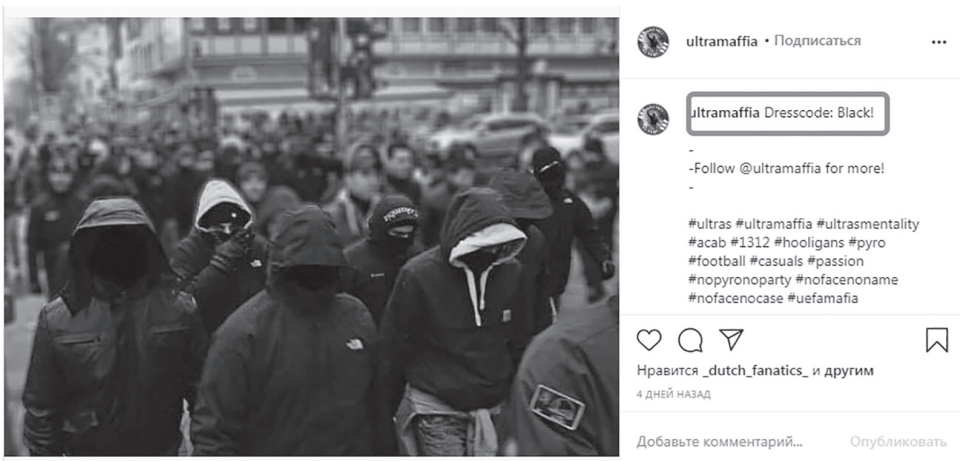 ultramaffia • Подписаться
ultramaffia Dresscode: Black!
-
-Follow @ultramaffia for more!
-
#ultras #ultramaffia #ultrasmentality
#acab #1312 #hooligans #pyro
#football #casuals #passion
#nopyronoparty #nofacenoname
#nofacenocase #uefamafia
Нравится _dutch_fanatics_ и другим
4 ДНЕЙ НАЗАД
Добавьте комментарий... Опубликовать